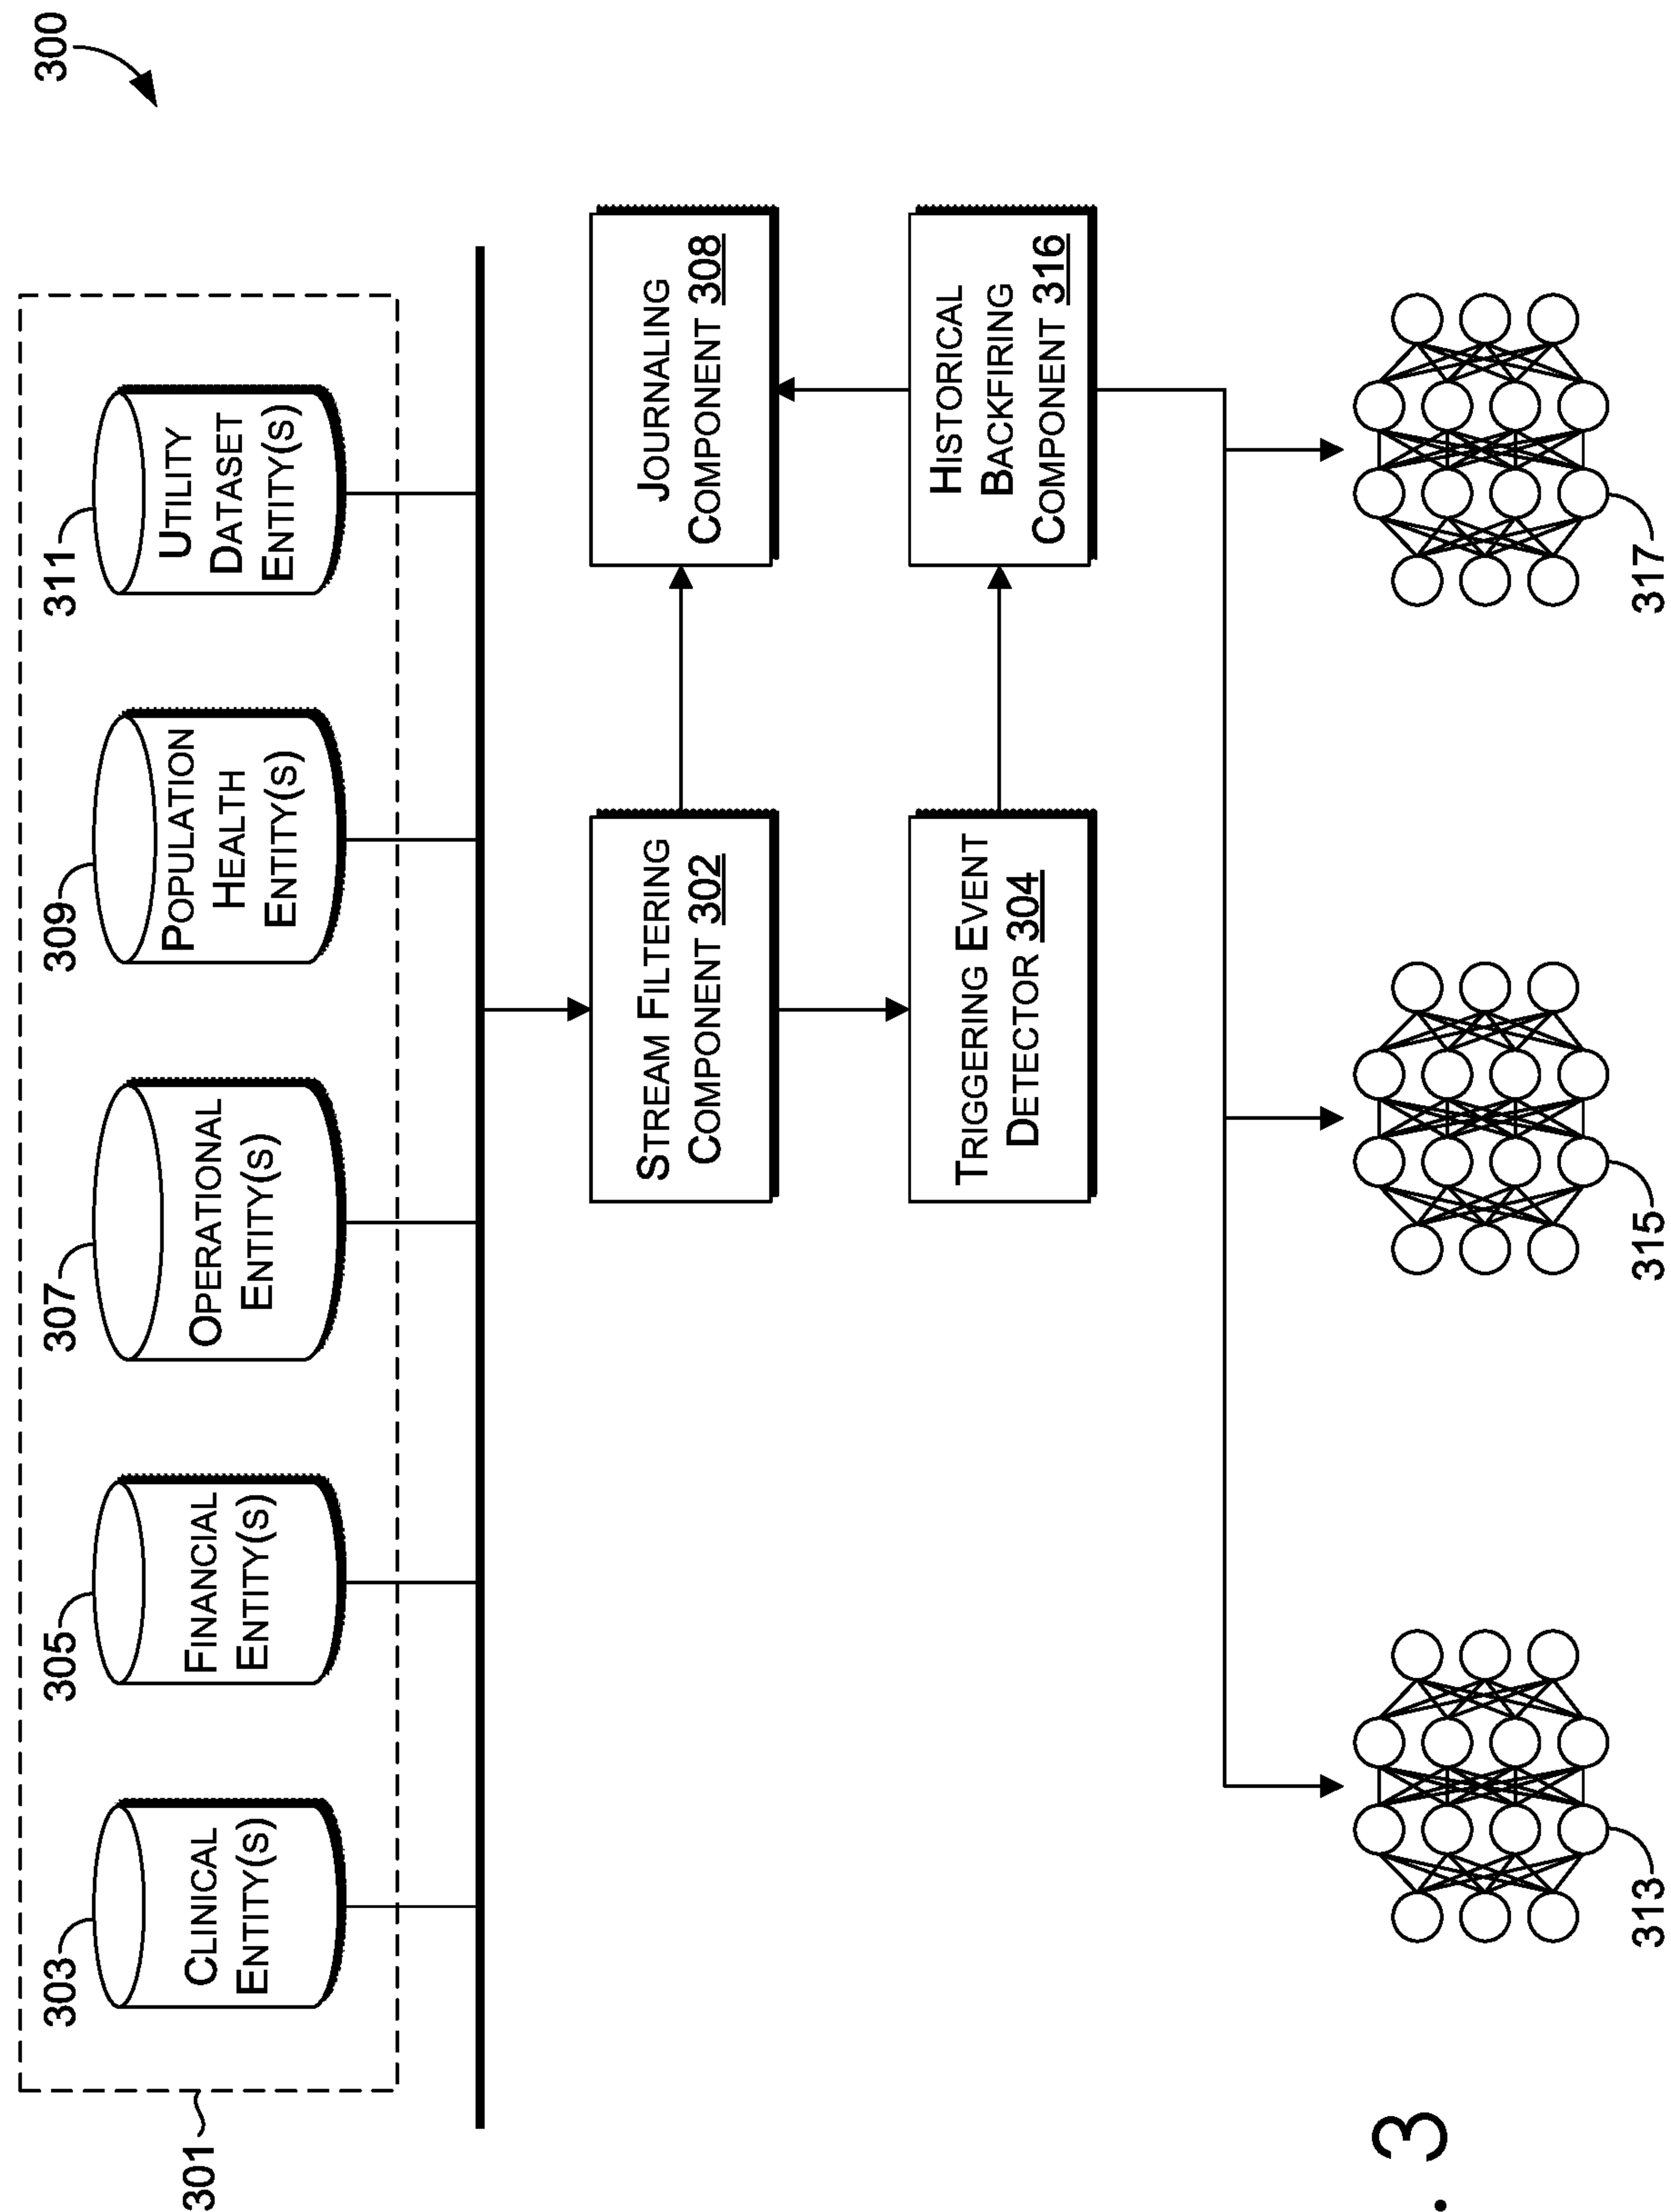 300
303
305
307
309
311
301
CLINICAL
ENTITY(S)
FINANCIAL
ENTITY(S)
OPERATIONAL
ENTITY(S)
POPULATION
HEALTH
ENTITY(S)
UTILITY
DATASET
ENTITY(S)
STREAM FILTERING
COMPONENT 302
JOURNALING
COMPONENT 308
TRIGGERING EVENT
DETECTOR 304
HISTORICAL
BACKFIRING
COMPONENT 316
313
315
317
. 3